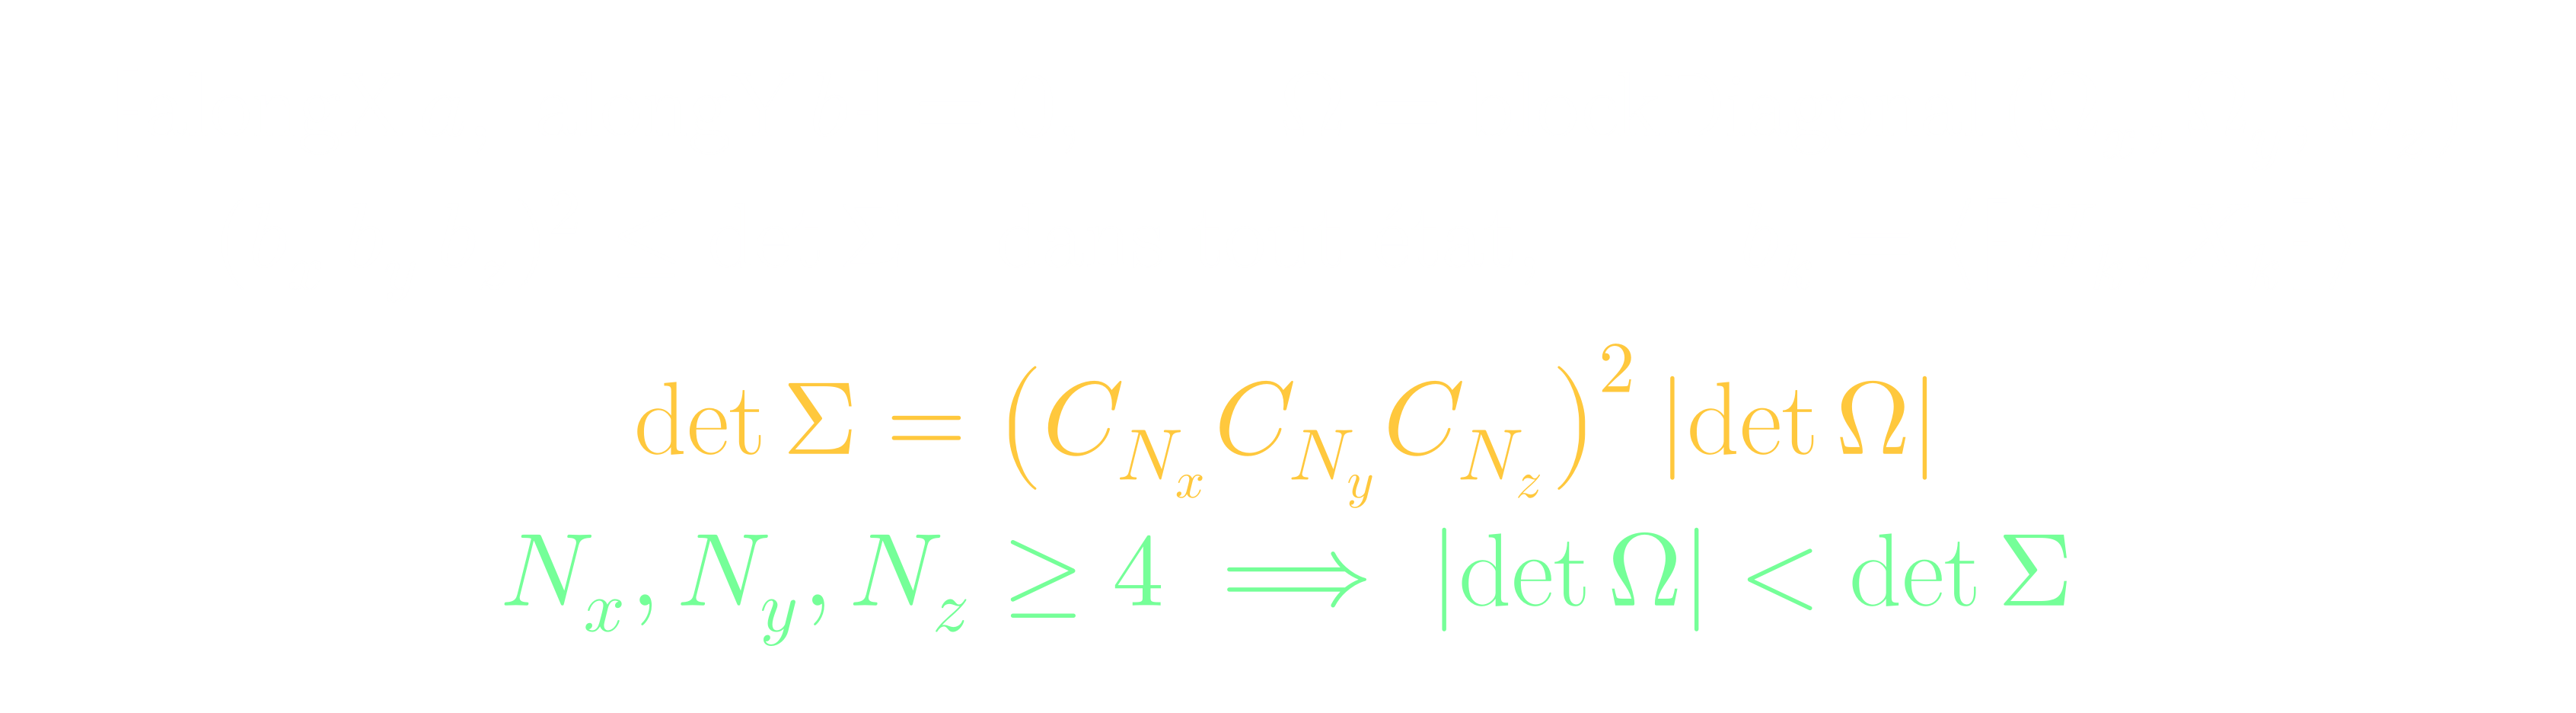 det Σ = (C_{N_x} C_{N_y} C_{N_z})^2 |det Ω|
N_x, N_y, N_z ≥ 4 ⟹ |det Ω| < det Σ